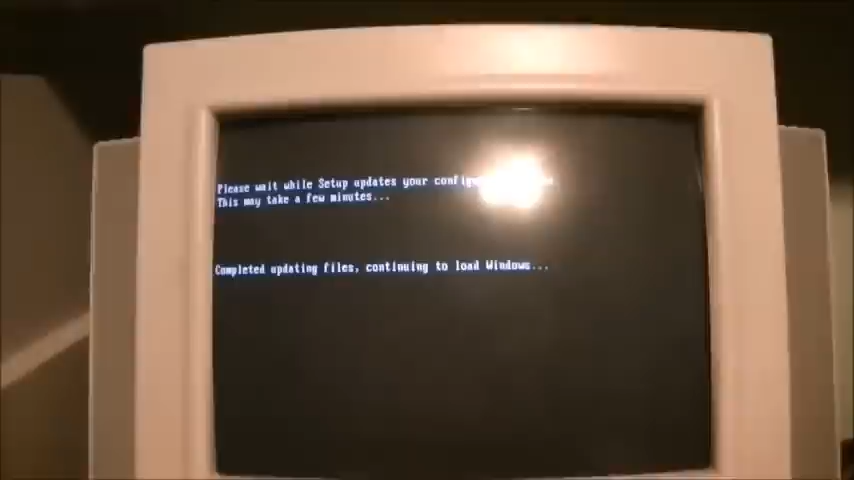 Please wait while Setup updates your
This may take a few minutes...
Completed updating files, continuing to load Windows...